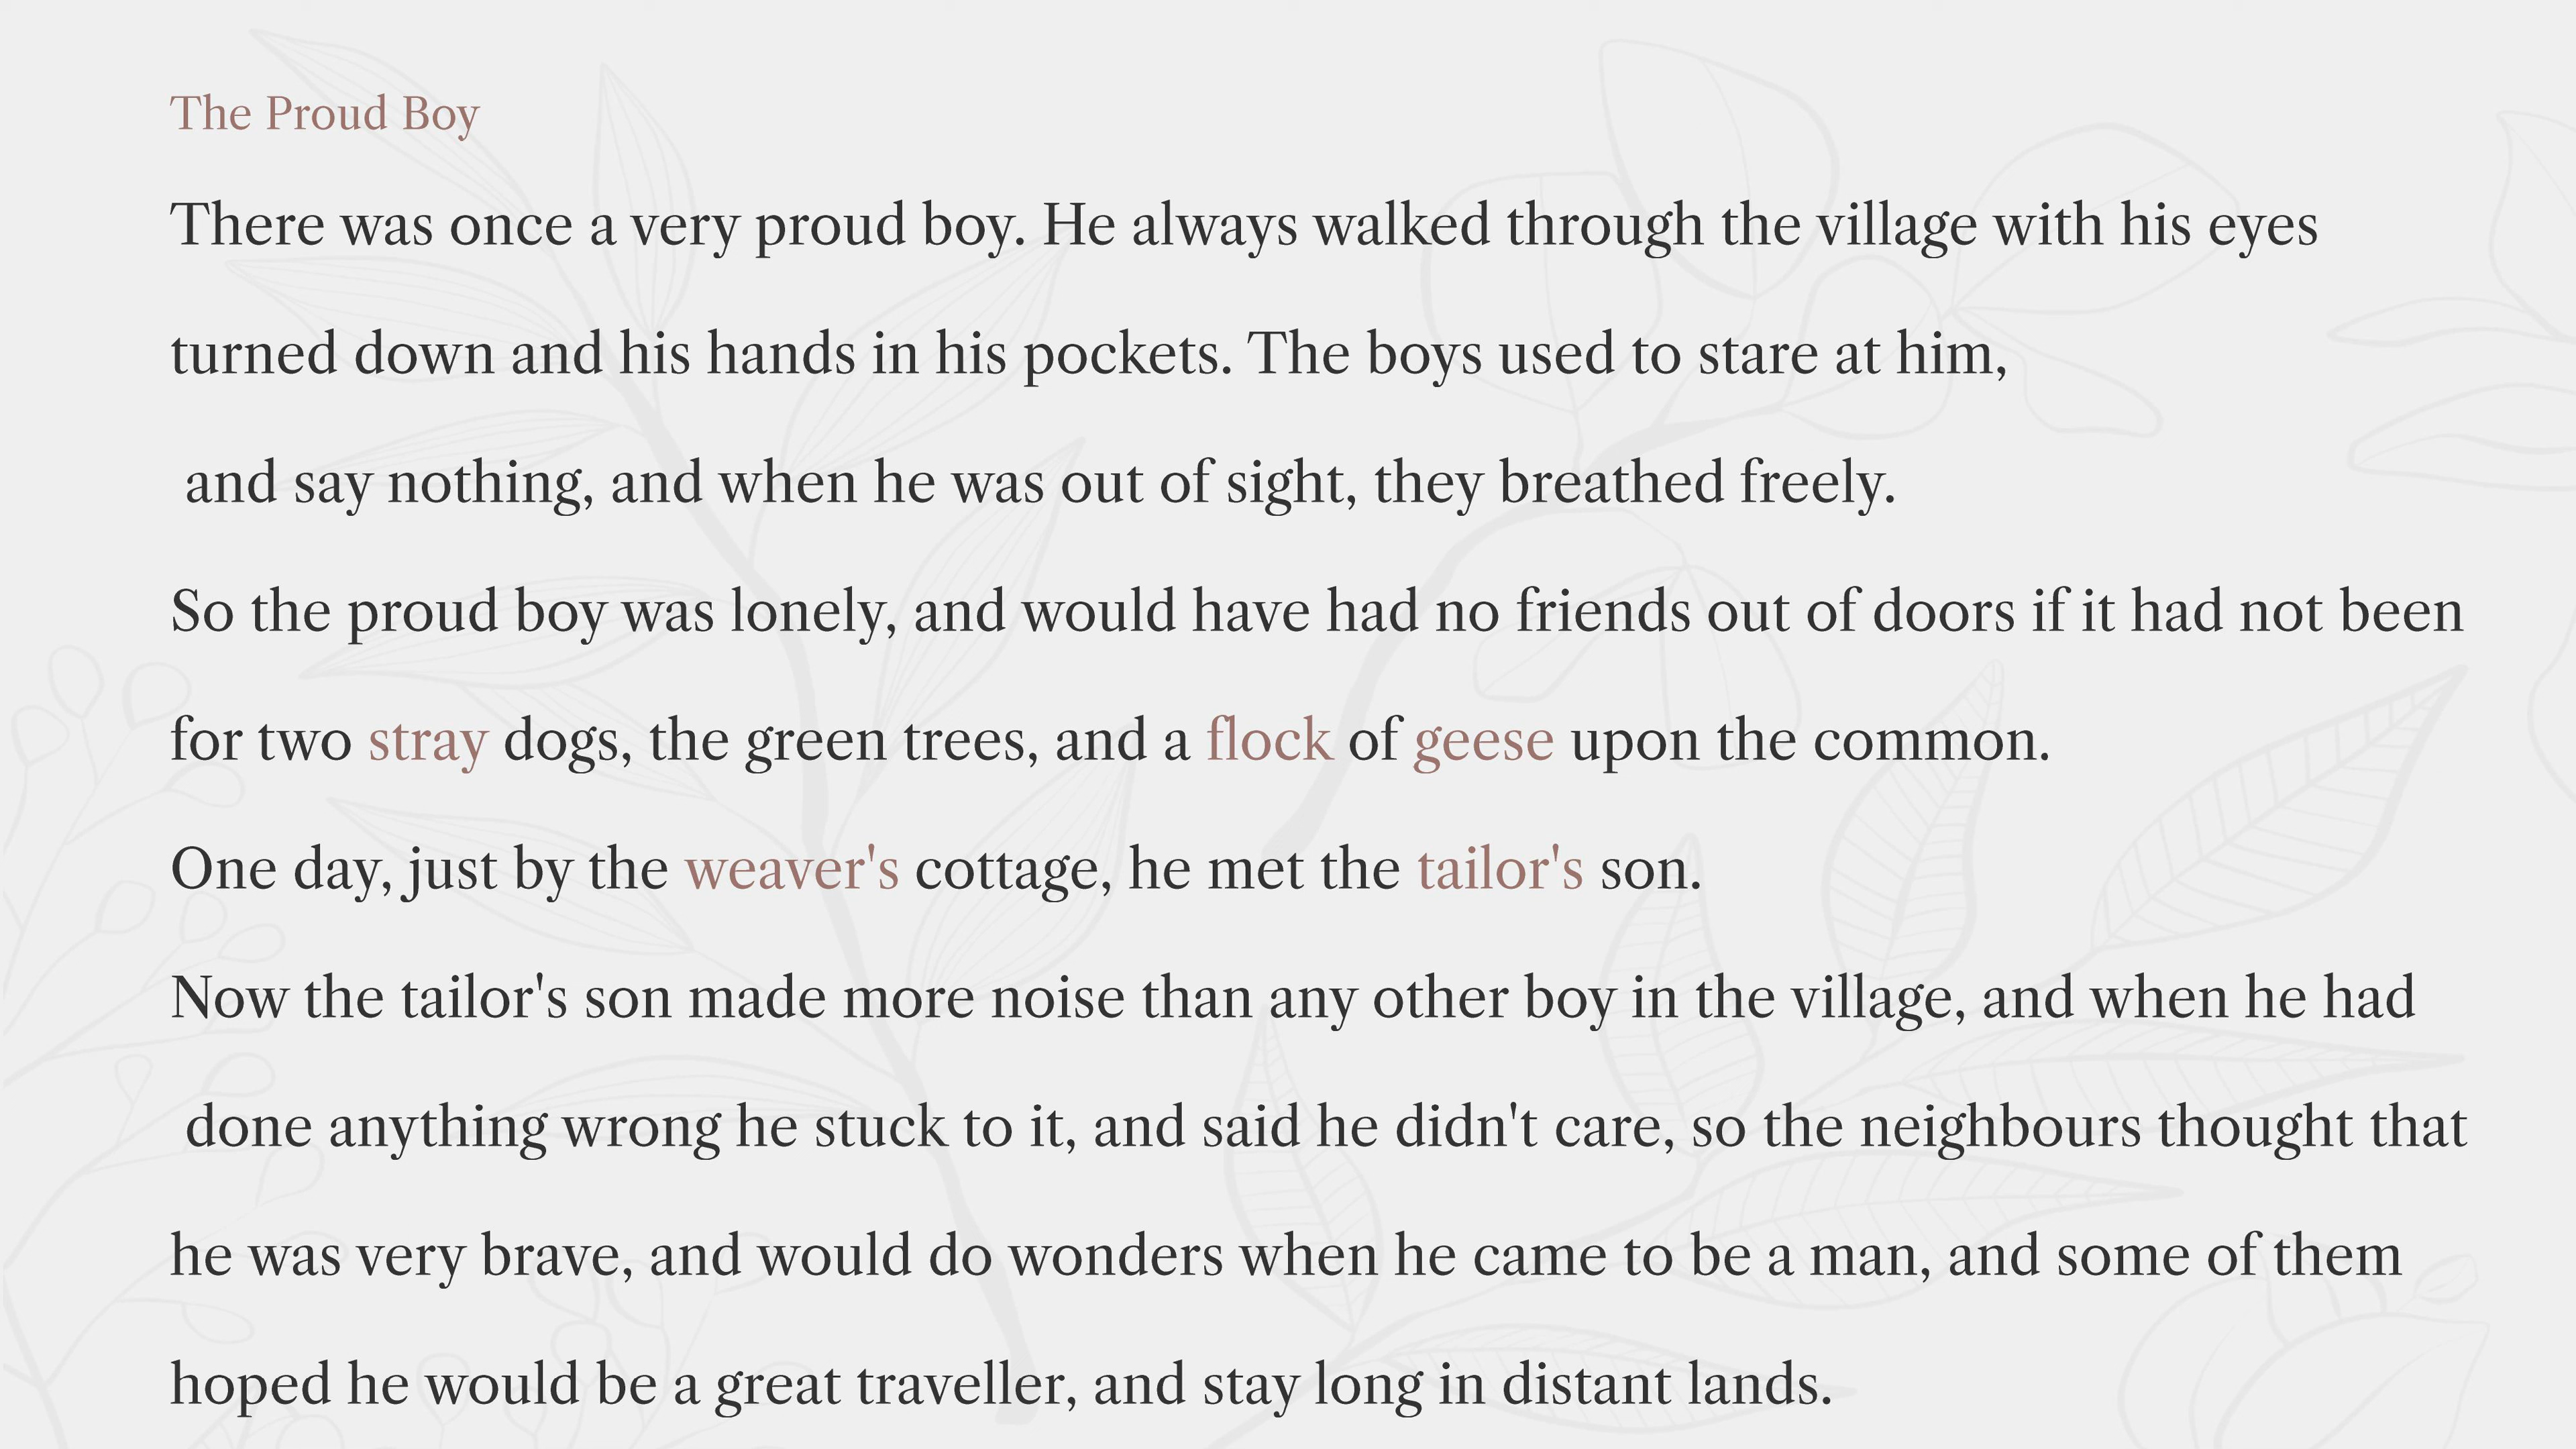 The Proud Boy
There was once a very proud boy. He always walked through the village with his eyes
turned down and his hands in his pockets. The boys used to stare at him,
and say nothing, and when he was out of sight, they breathed freely.
So the proud boy was lonely, and would have had no friends out of doors if it had not been
for two stray dogs, the green trees, and a flock of geese upon the common.
One day, just by the weaver's cottage, he met the tailor's son.
Now the tailor's son made more noise than any other boy in the village, and when he had
done anything wrong he stuck to it, and said he didn't care, so the neighbours thought that
he was very brave, and would do wonders when he came to be a man, and some of them
hoped he would be a great traveller, and stay long in distant lands.